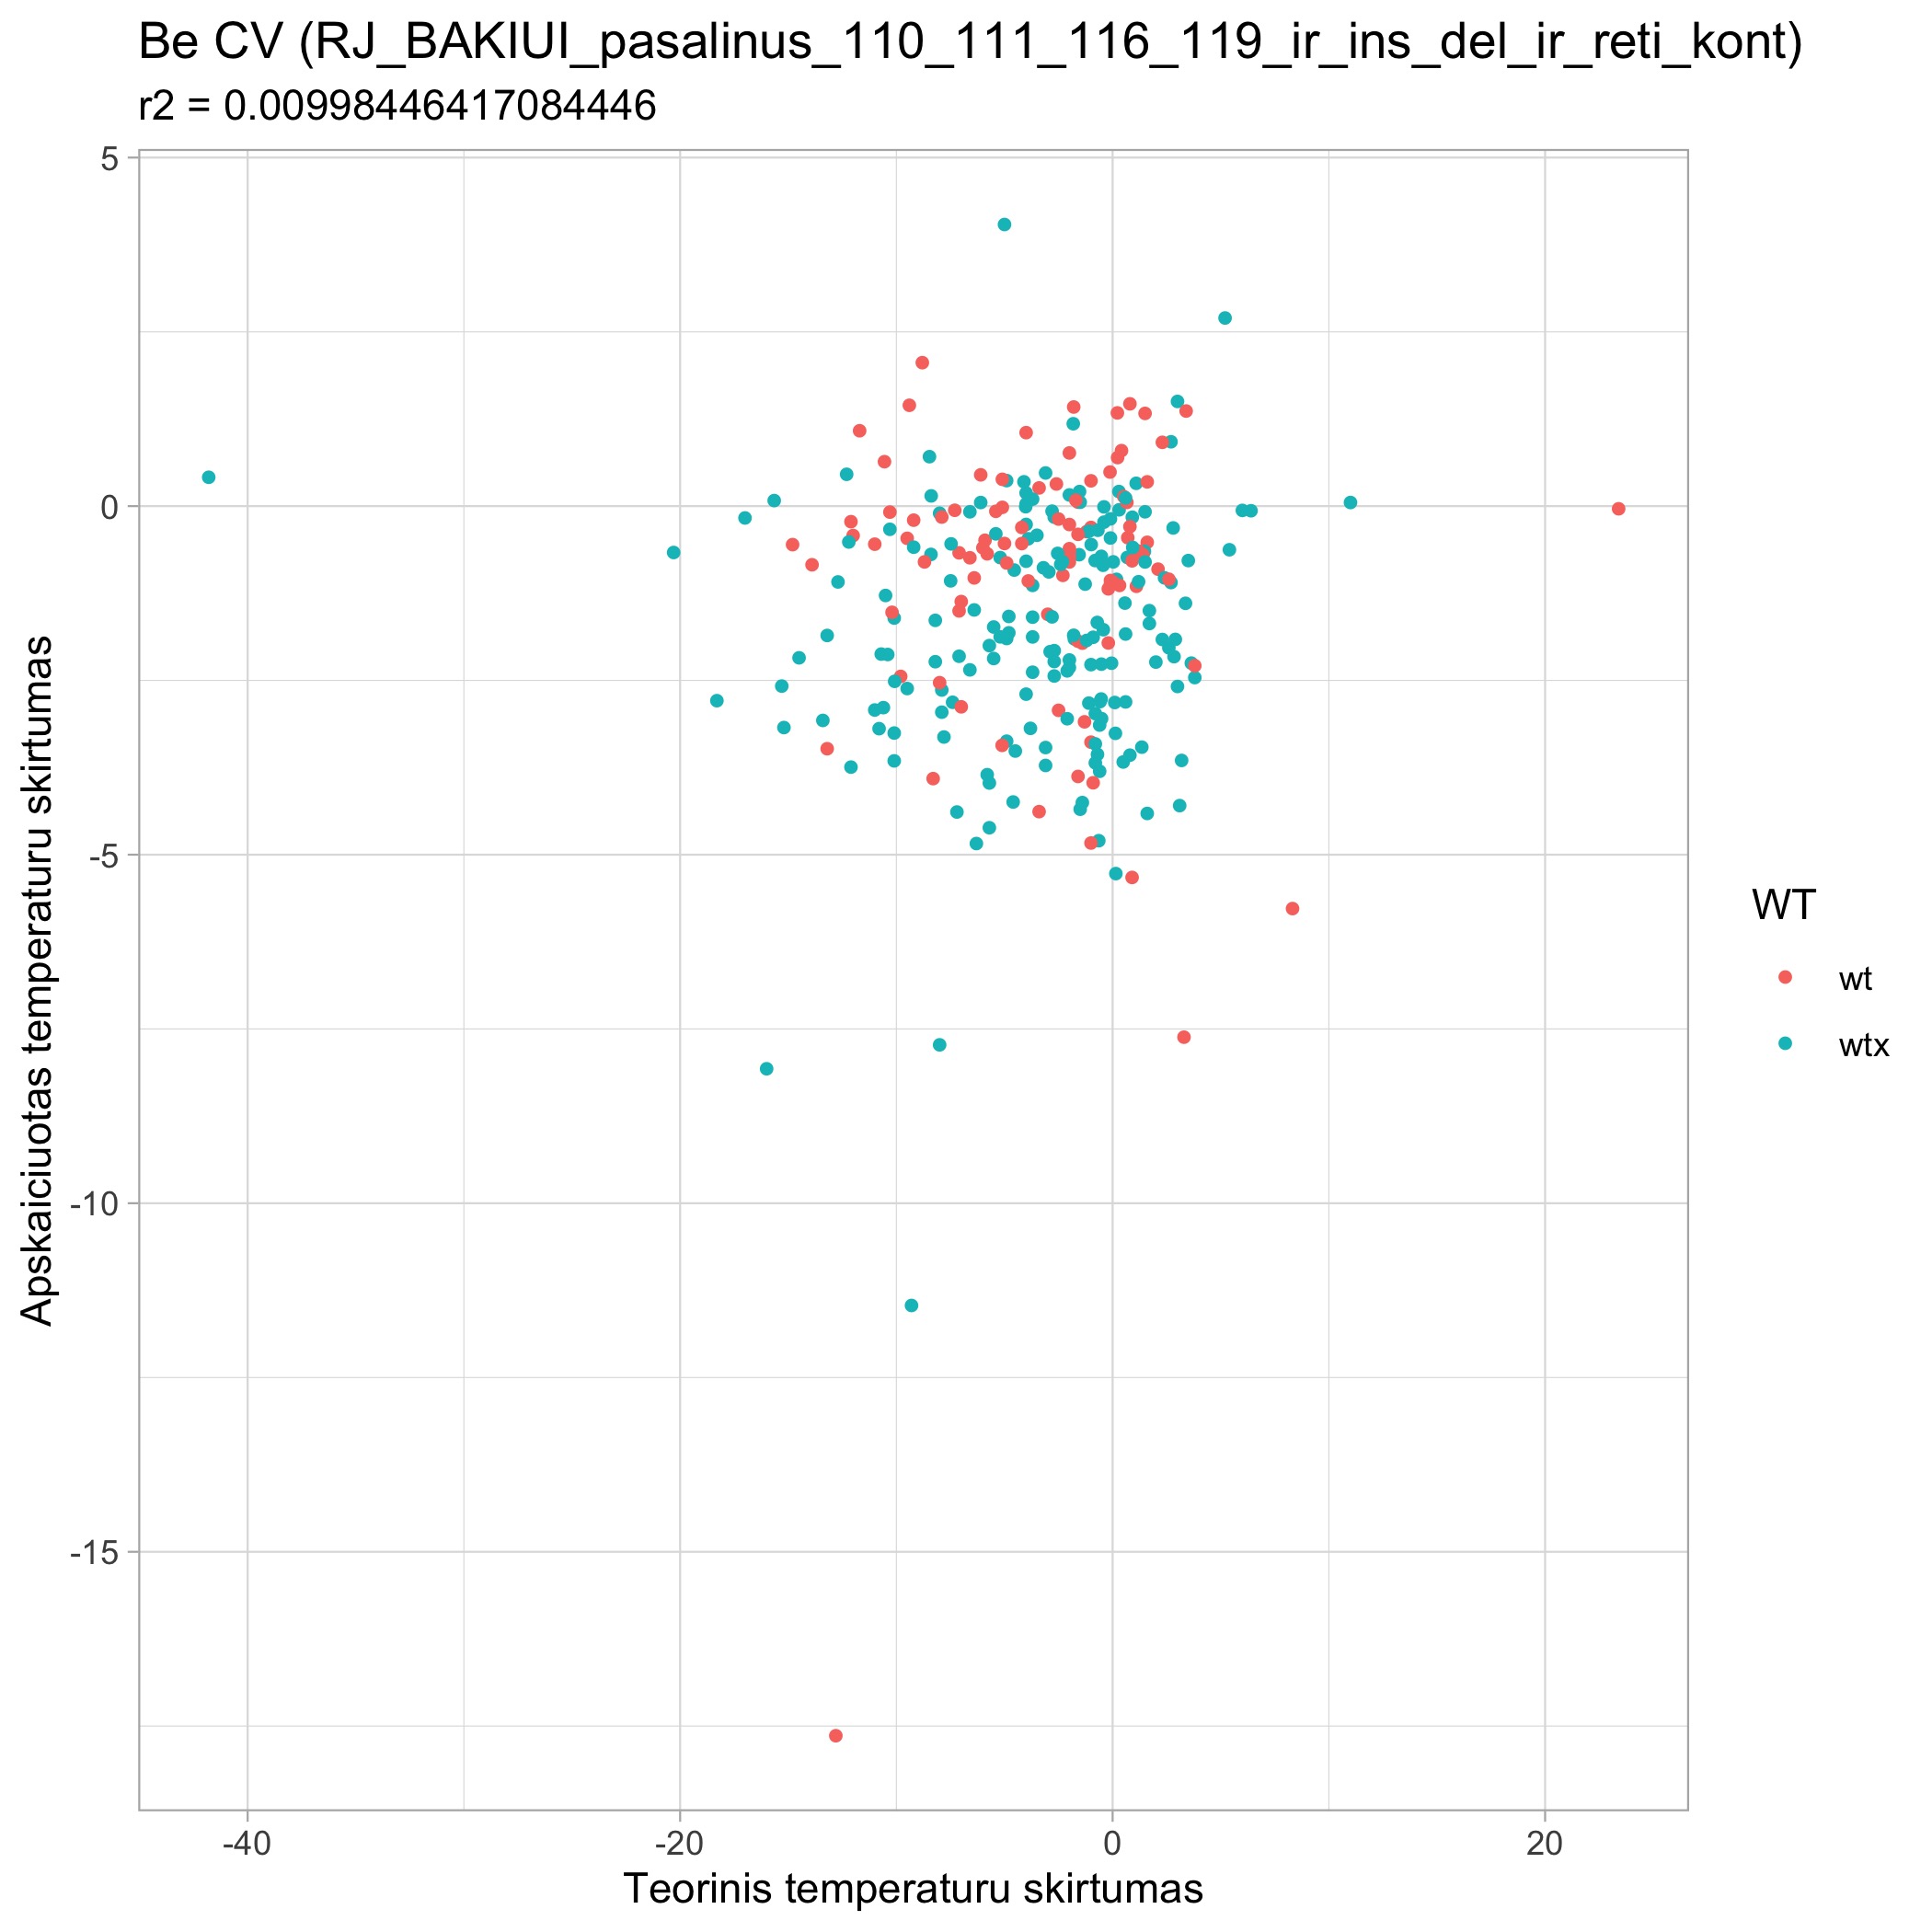 Be CV (RJ_BAKIUI_pasalinus_110_111_116_119_ir_ins_del_ir_reti_kont)
r2 = 0.00998446417084446
5
0
-5
-10
-15
Apskaiciuotas temperaturu skirtumas
-40
-20
0
20
Teorinis temperaturu skirtumas
WT
wt
wtx